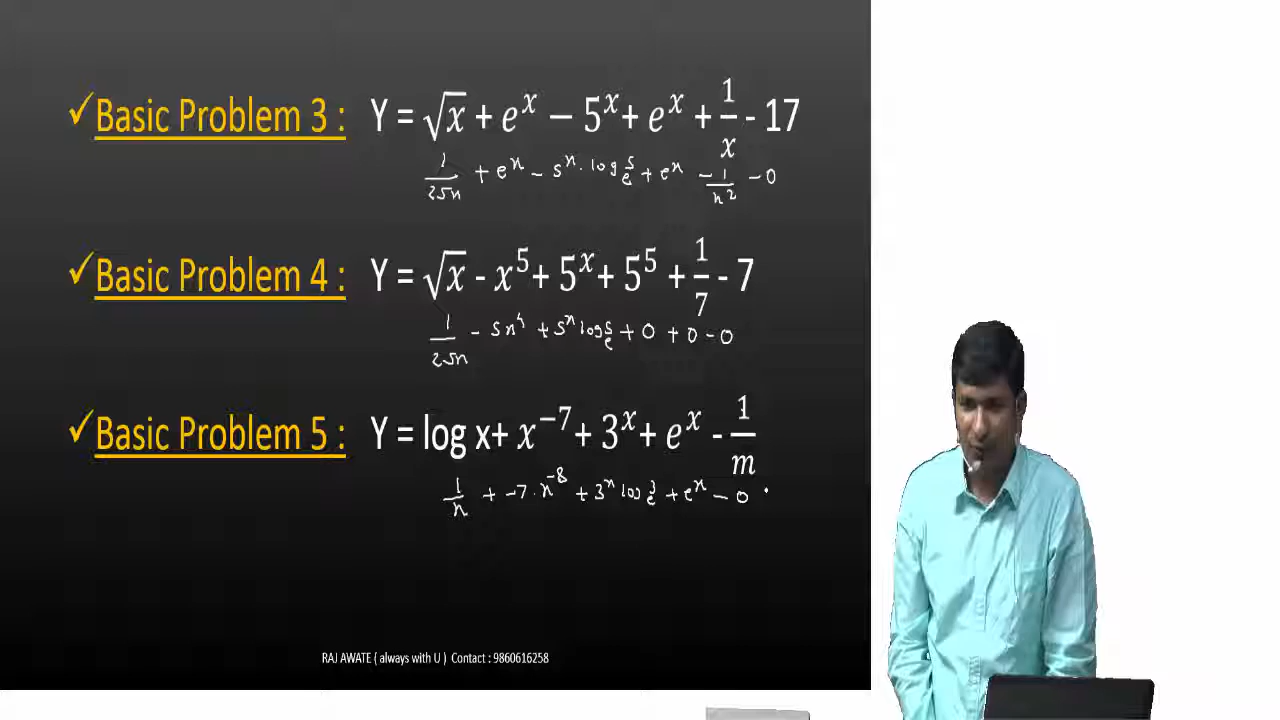 ✓Basic Problem 3 : Y = √x + e^x − 5^x + e^x + 1/x - 17
1/(2√x) + e^x − 5^x · log_e 5 + e^x − 1/x² − 0
✓Basic Problem 4 : Y = √x - x^5 + 5^x + 5^5 + 1/7 - 7
1/(2√x) − 5x^4 + 5^x log_e 5 + 0 + 0 − 0
✓Basic Problem 5 : Y = log x+ x^−7 + 3^x + e^x - 1/m
1/x + −7 · x^−8 + 3^x log_e 3 + e^x − 0 .
RAJ AWATE ( always with U ) Contact : 9860616258